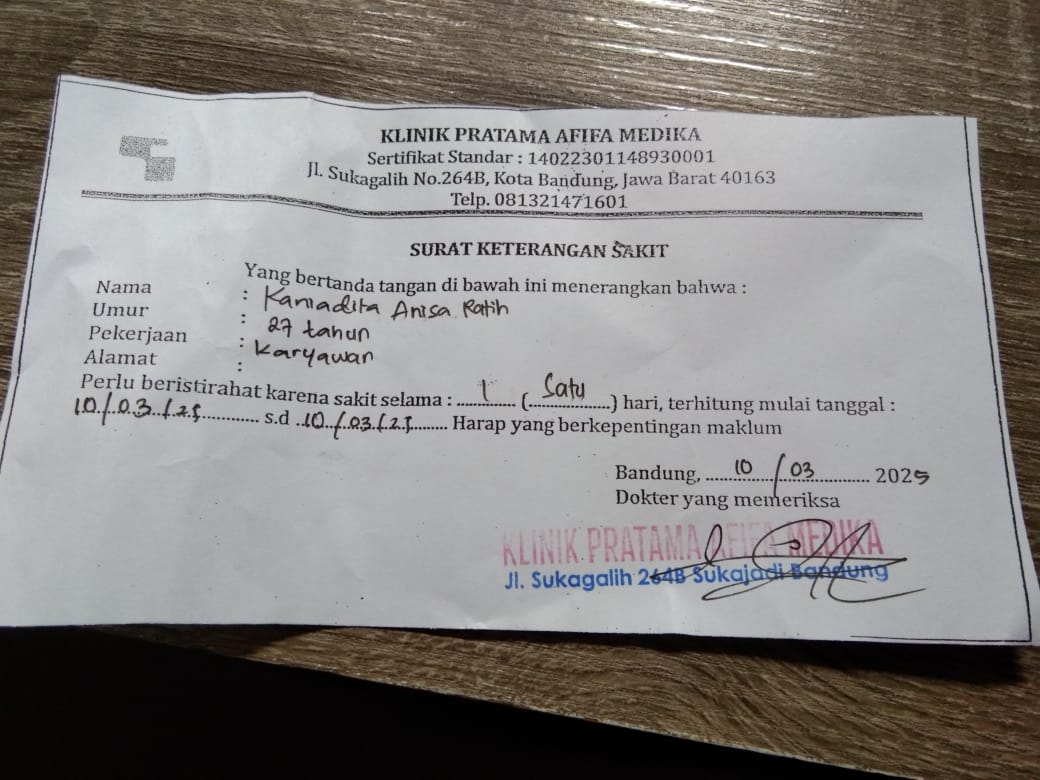 KLINIK PRATAMA AFIFA MEDIKA
Sertifikat Standar : 14022301148930001
Jl. Sukagalih No.264B, Kota Bandung, Jawa Barat 40163
Telp. 081321471601
SURAT KETERANGAN SAKIT
Yang bertanda tangan di bawah ini menerangkan bahwa :
Nama : Kaniadita Anisa Ratih
Umur : 27 tahun
Pekerjaan : Karyawan
Alamat :
Perlu beristirahat karena sakit selama : 1 (Satu) hari, terhitung mulai tanggal :
10/03/25 s.d 10/03/25 Harap yang berkepentingan maklum
Bandung, 10/03 2025
Dokter yang memeriksa
KLINIK PRATAMA AFIFA MEDIKA
Jl. Sukagalih 264B Sukajadi Bandung